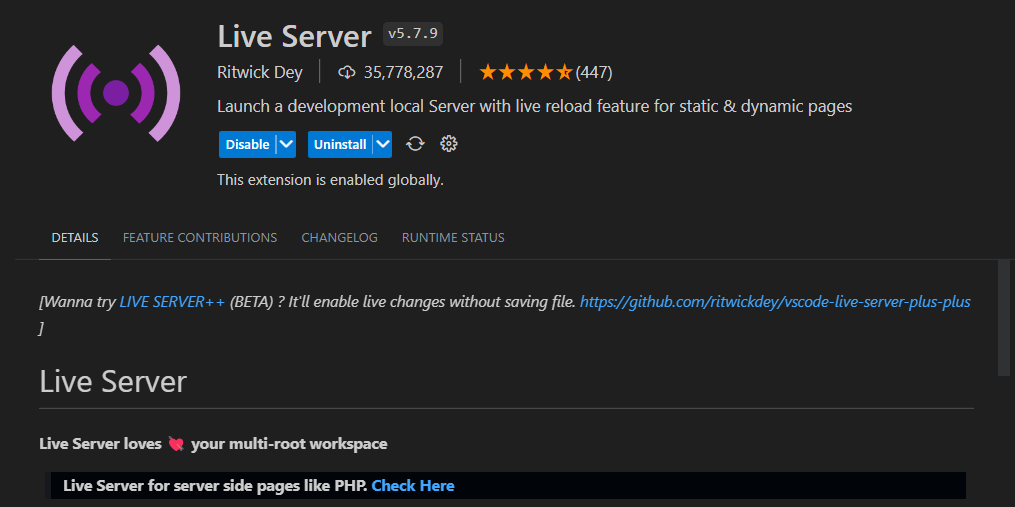 Live Server v5.7.9
Ritwick Dey 35,778,287 (447)
Launch a development local Server with live reload feature for static & dynamic pages
Disable Uninstall
This extension is enabled globally.
DETAILS FEATURE CONTRIBUTIONS CHANGELOG RUNTIME STATUS
[Wanna try LIVE SERVER++ (BETA) ? It'll enable live changes without saving file. https://github.com/ritwickdey/vscode-live-server-plus-plus
]
Live Server
Live Server loves 💘 your multi-root workspace
Live Server for server side pages like PHP. Check Here